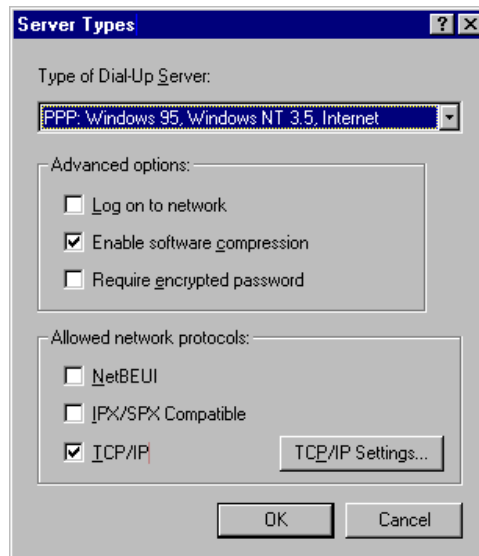 Server Types
Type of Dial-Up Server:
PPP: Windows 95, Windows NT 3.5, Internet
Advanced options:
Log on to network
Enable software compression
Require encrypted password
Allowed network protocols:
NetBEUI
IPX/SPX Compatible
TCP/IP
TCP/IP Settings...
OK
Cancel